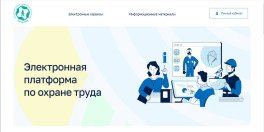 Электронные сервисы
Информационные материалы
Личный кабинет
Электронная
платформа
по охране труда